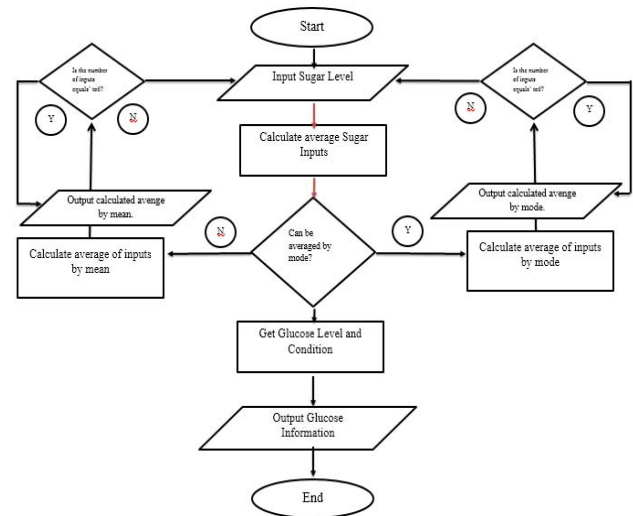 Start
Is the number
of inputs
equals' to6?
Input Sugar Level
Is the number
of inputs
equals' to6?
Y
N
N
Y
Calculate average Sugar
Inputs
Output calculated avenge
by mean.
Output calculated avenge
by mode.
N
Can be
averaged by
mode?
Y
Calculate average of inputs
by mean
Calculate average of inputs
by mode
Get Glucose Level and
Condition
Output Glucose
Information
End